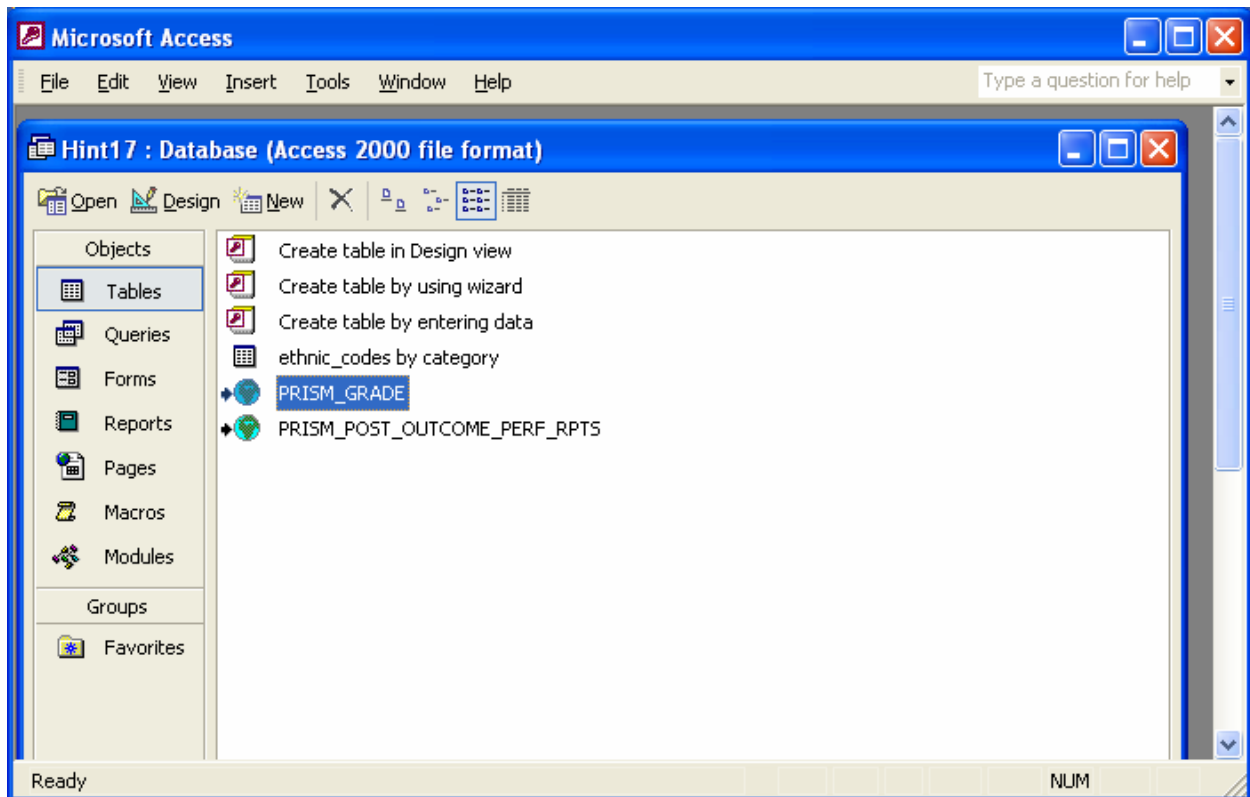 Microsoft Access
File Edit View Insert Tools Window Help Type a question for help
Hint17 : Database (Access 2000 file format)
Open Design New
Objects
Tables
Queries
Forms
Reports
Pages
Macros
Modules
Groups
Favorites
Create table in Design view
Create table by using wizard
Create table by entering data
ethnic_codes by category
PRISM_GRADE
PRISM_POST_OUTCOME_PERF_RPTS
Ready NUM